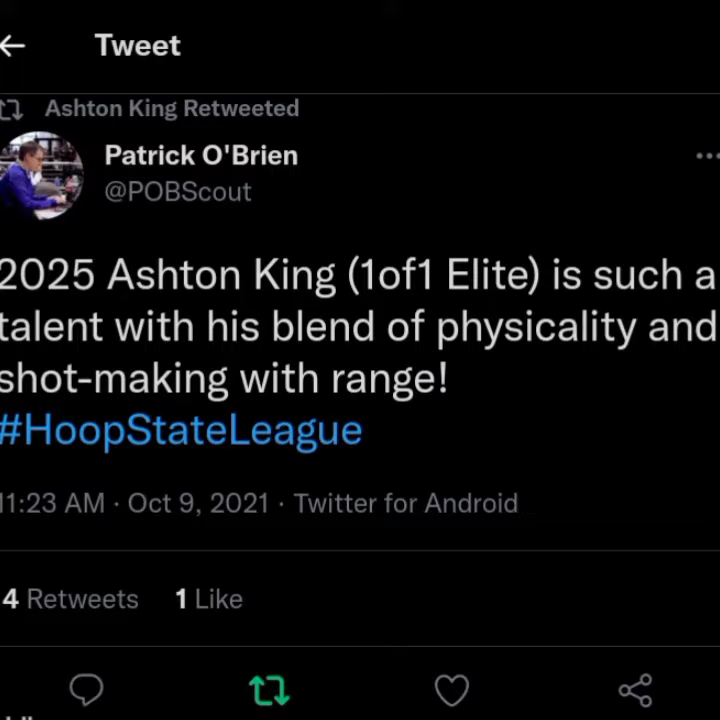 Tweet
Ashton King Retweeted
Patrick O'Brien
@POBScout
2025 Ashton King (1of1 Elite) is such a
talent with his blend of physicality and
shot-making with range!
#HoopStateLeague
11:23 AM · Oct 9, 2021 · Twitter for Android
4 Retweets 1 Like